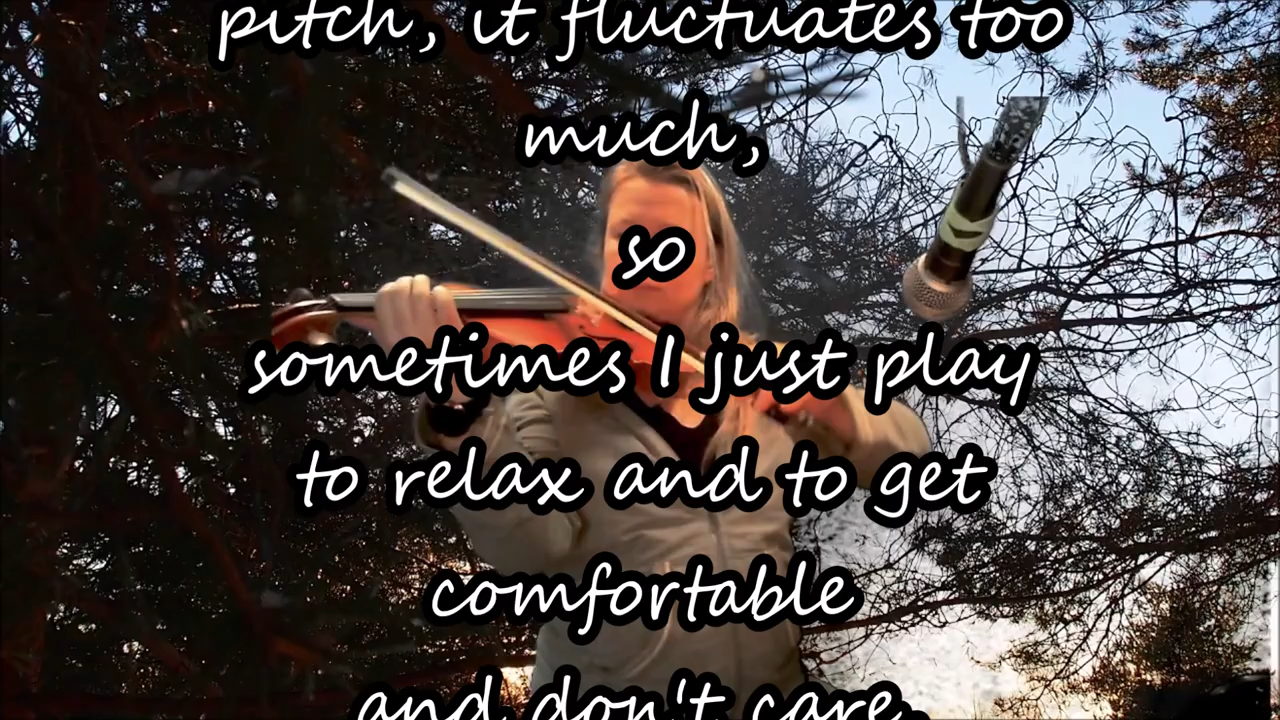 pitch, it fluctuates too
much,
so
sometimes I just play
to relax and to get
comfortable
and don't care